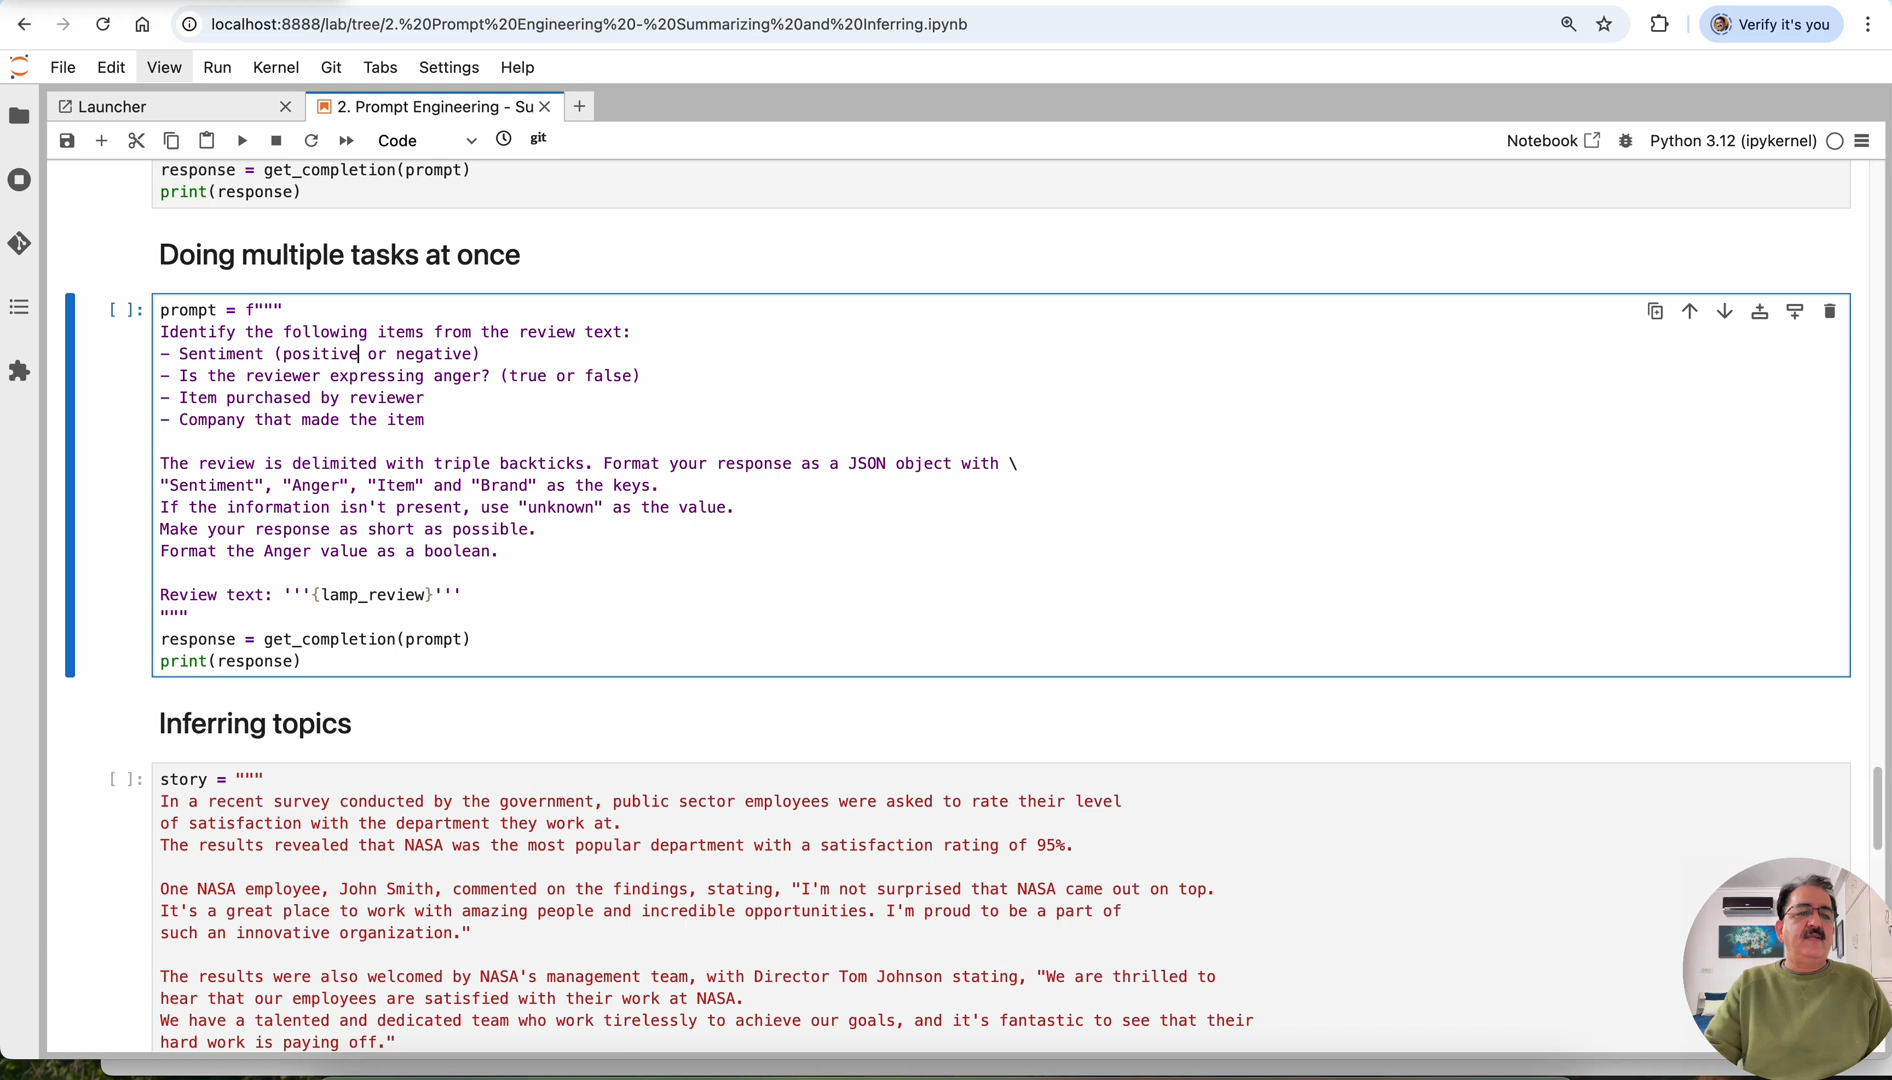 localhost:8888/lab/tree/2.%20Prompt%20Engineering%20-%20Summarizing%20and%20Inferring.ipynb
Verify it's you
File Edit View Run Kernel Git Tabs Settings Help
Launcher
2. Prompt Engineering - Su
Code
git
Notebook
Python 3.12 (ipykernel)
response = get_completion(prompt)
print(response)
Doing multiple tasks at once
[ ]: prompt = f"""
Identify the following items from the review text:
- Sentiment (positive or negative)
- Is the reviewer expressing anger? (true or false)
- Item purchased by reviewer
- Company that made the item
The review is delimited with triple backticks. Format your response as a JSON object with \
"Sentiment", "Anger", "Item" and "Brand" as the keys.
If the information isn't present, use "unknown" as the value.
Make your response as short as possible.
Format the Anger value as a boolean.
Review text: '''{lamp_review}'''
"""
response = get_completion(prompt)
print(response)
Inferring topics
[ ]: story = """
In a recent survey conducted by the government, public sector employees were asked to rate their level
of satisfaction with the department they work at.
The results revealed that NASA was the most popular department with a satisfaction rating of 95%.
One NASA employee, John Smith, commented on the findings, stating, "I'm not surprised that NASA came out on top.
It's a great place to work with amazing people and incredible opportunities. I'm proud to be a part of
such an innovative organization."
The results were also welcomed by NASA's management team, with Director Tom Johnson stating, "We are thrilled to
hear that our employees are satisfied with their work at NASA.
We have a talented and dedicated team who work tirelessly to achieve our goals, and it's fantastic to see that their
hard work is paying off."